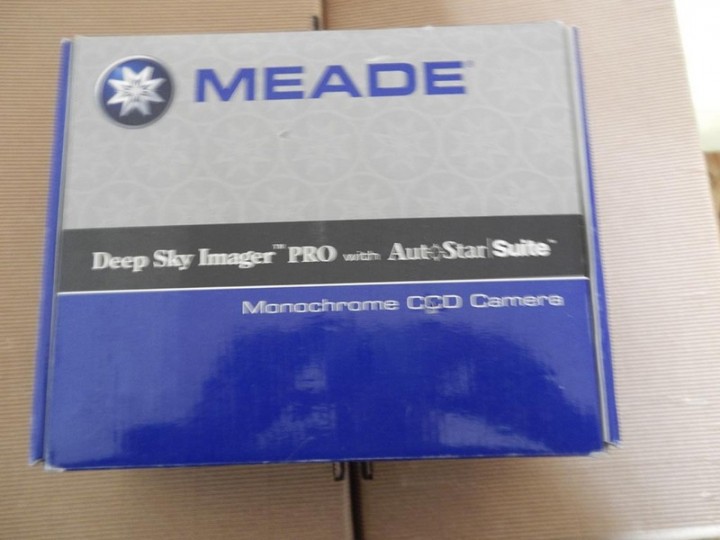 MEADE®
Deep Sky Imager™ PRO with AutoStar Suite™
Monochrome CCD Camera